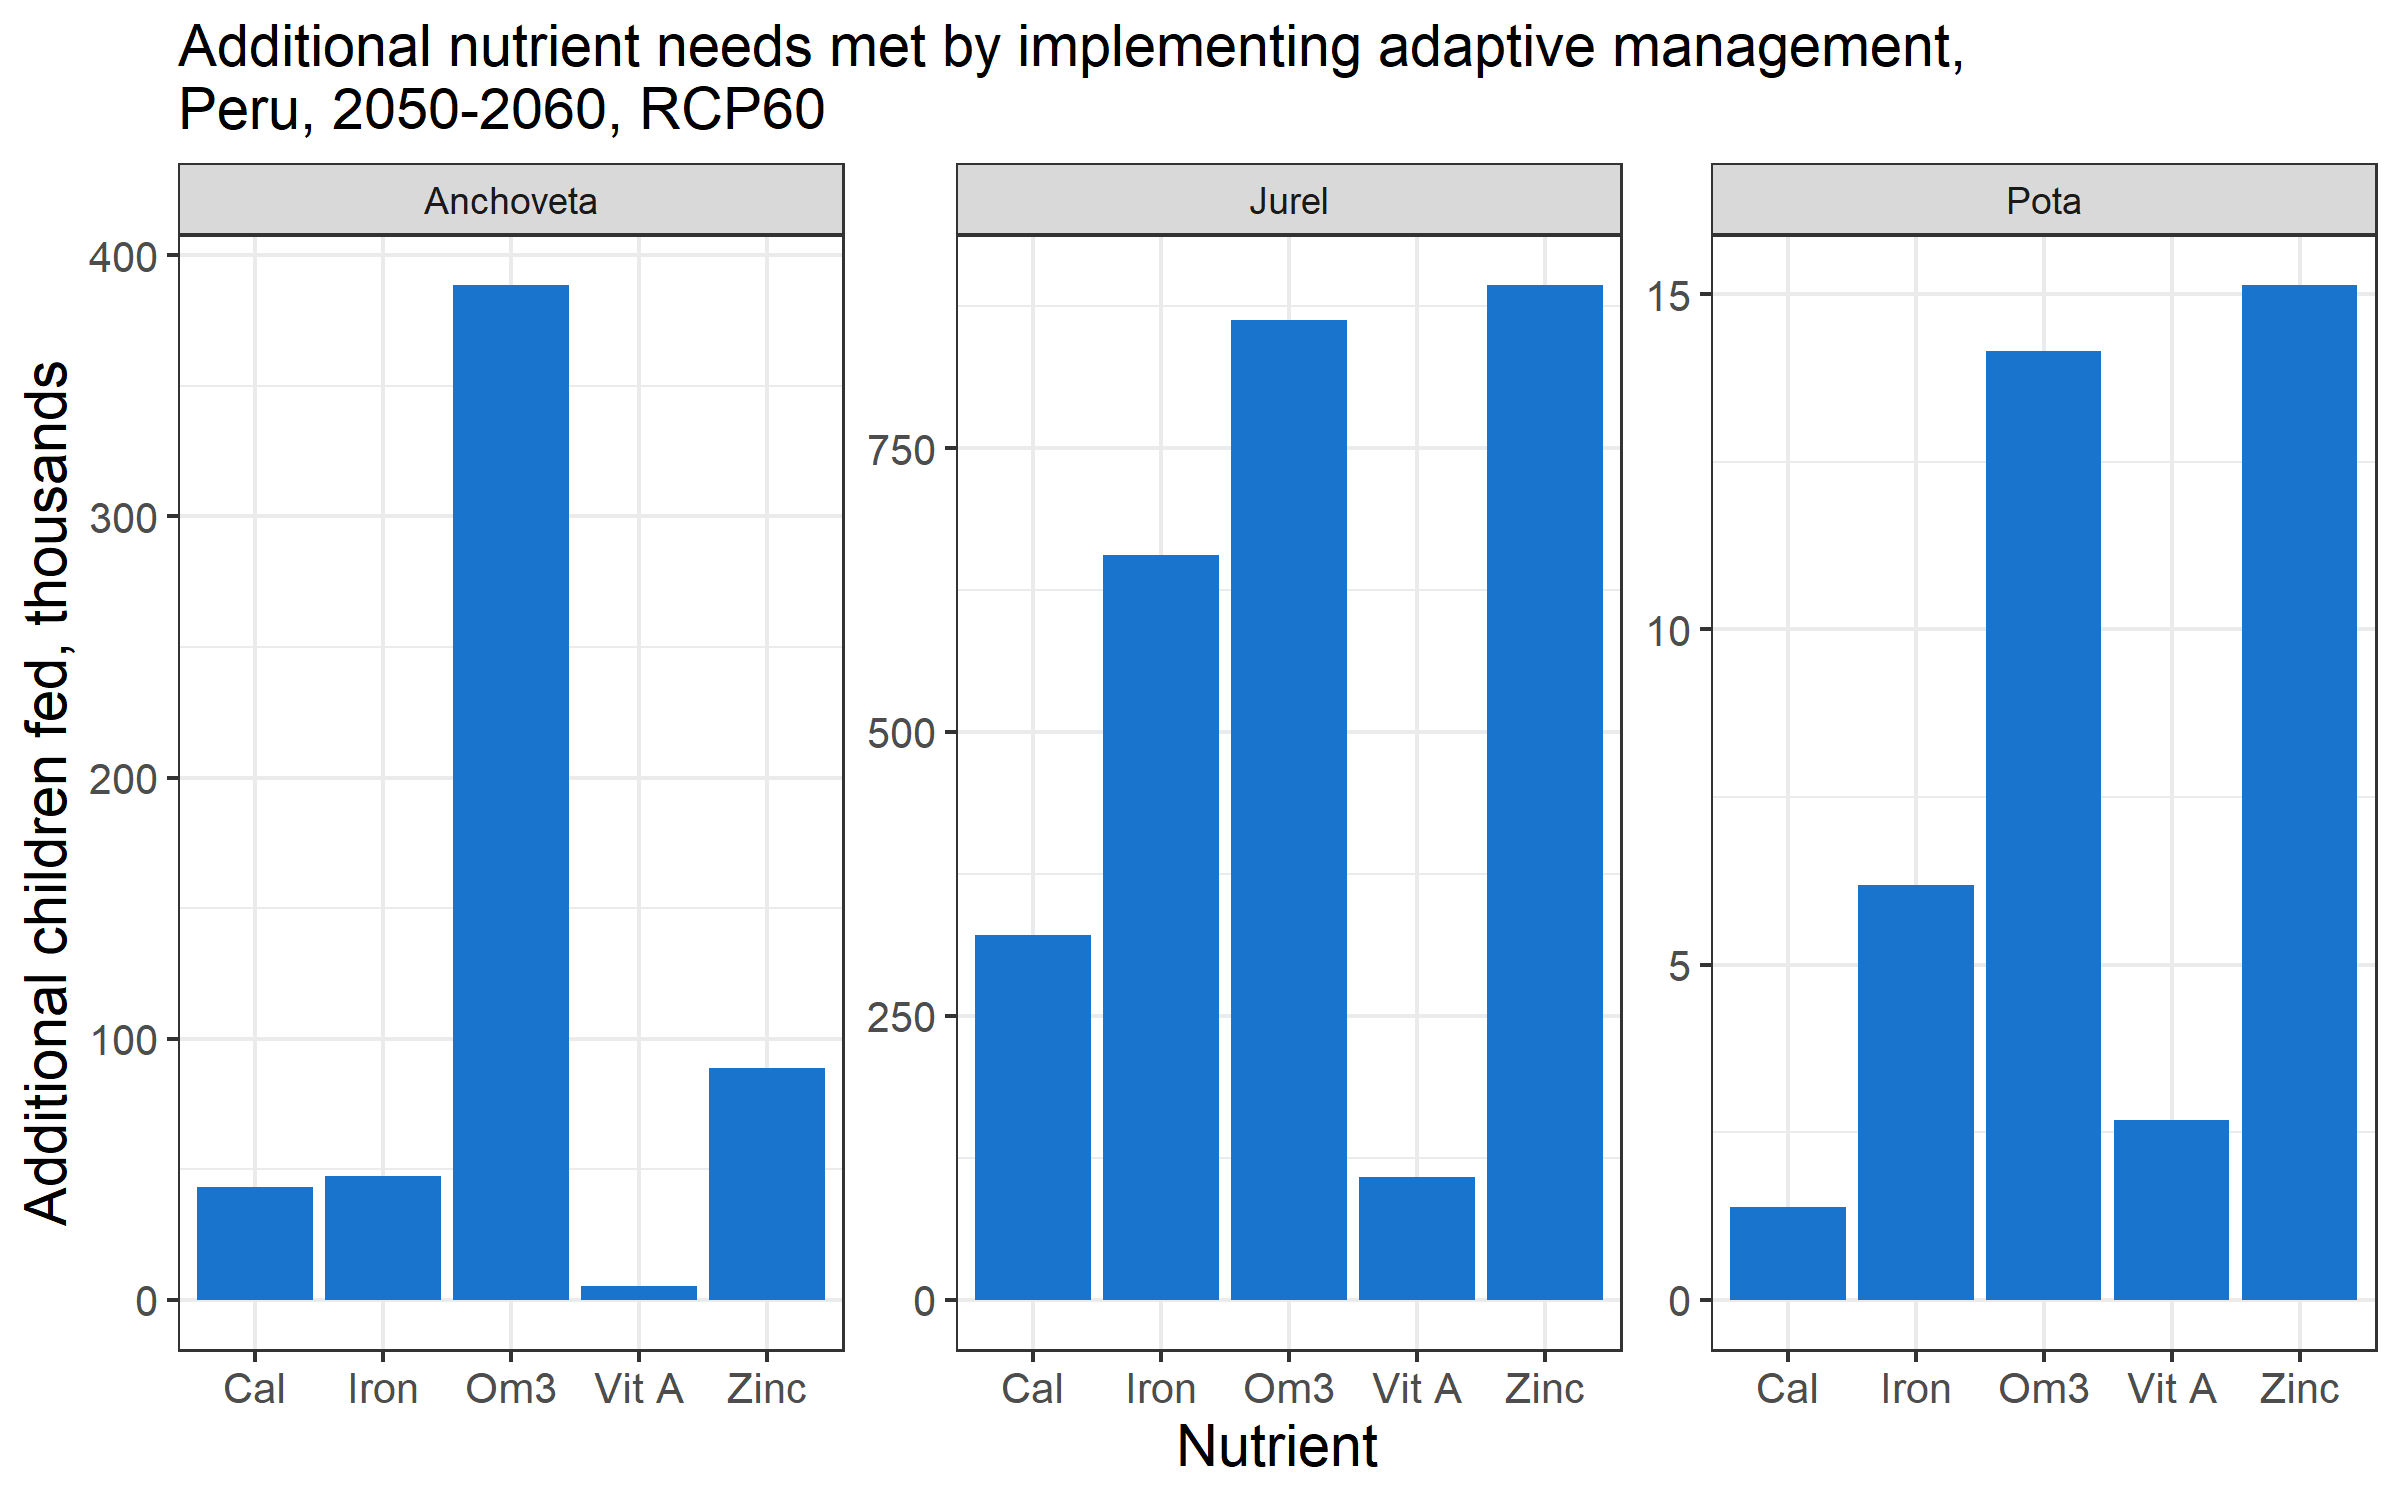 Additional nutrient needs met by implementing adaptive management,
Peru, 2050-2060, RCP60
Anchoveta
Jurel
Pota
Additional children fed, thousands
400
300
200
100
0
750
500
250
0
15
10
5
0
Cal Iron Om3 Vit A Zinc
Cal Iron Om3 Vit A Zinc
Cal Iron Om3 Vit A Zinc
Nutrient